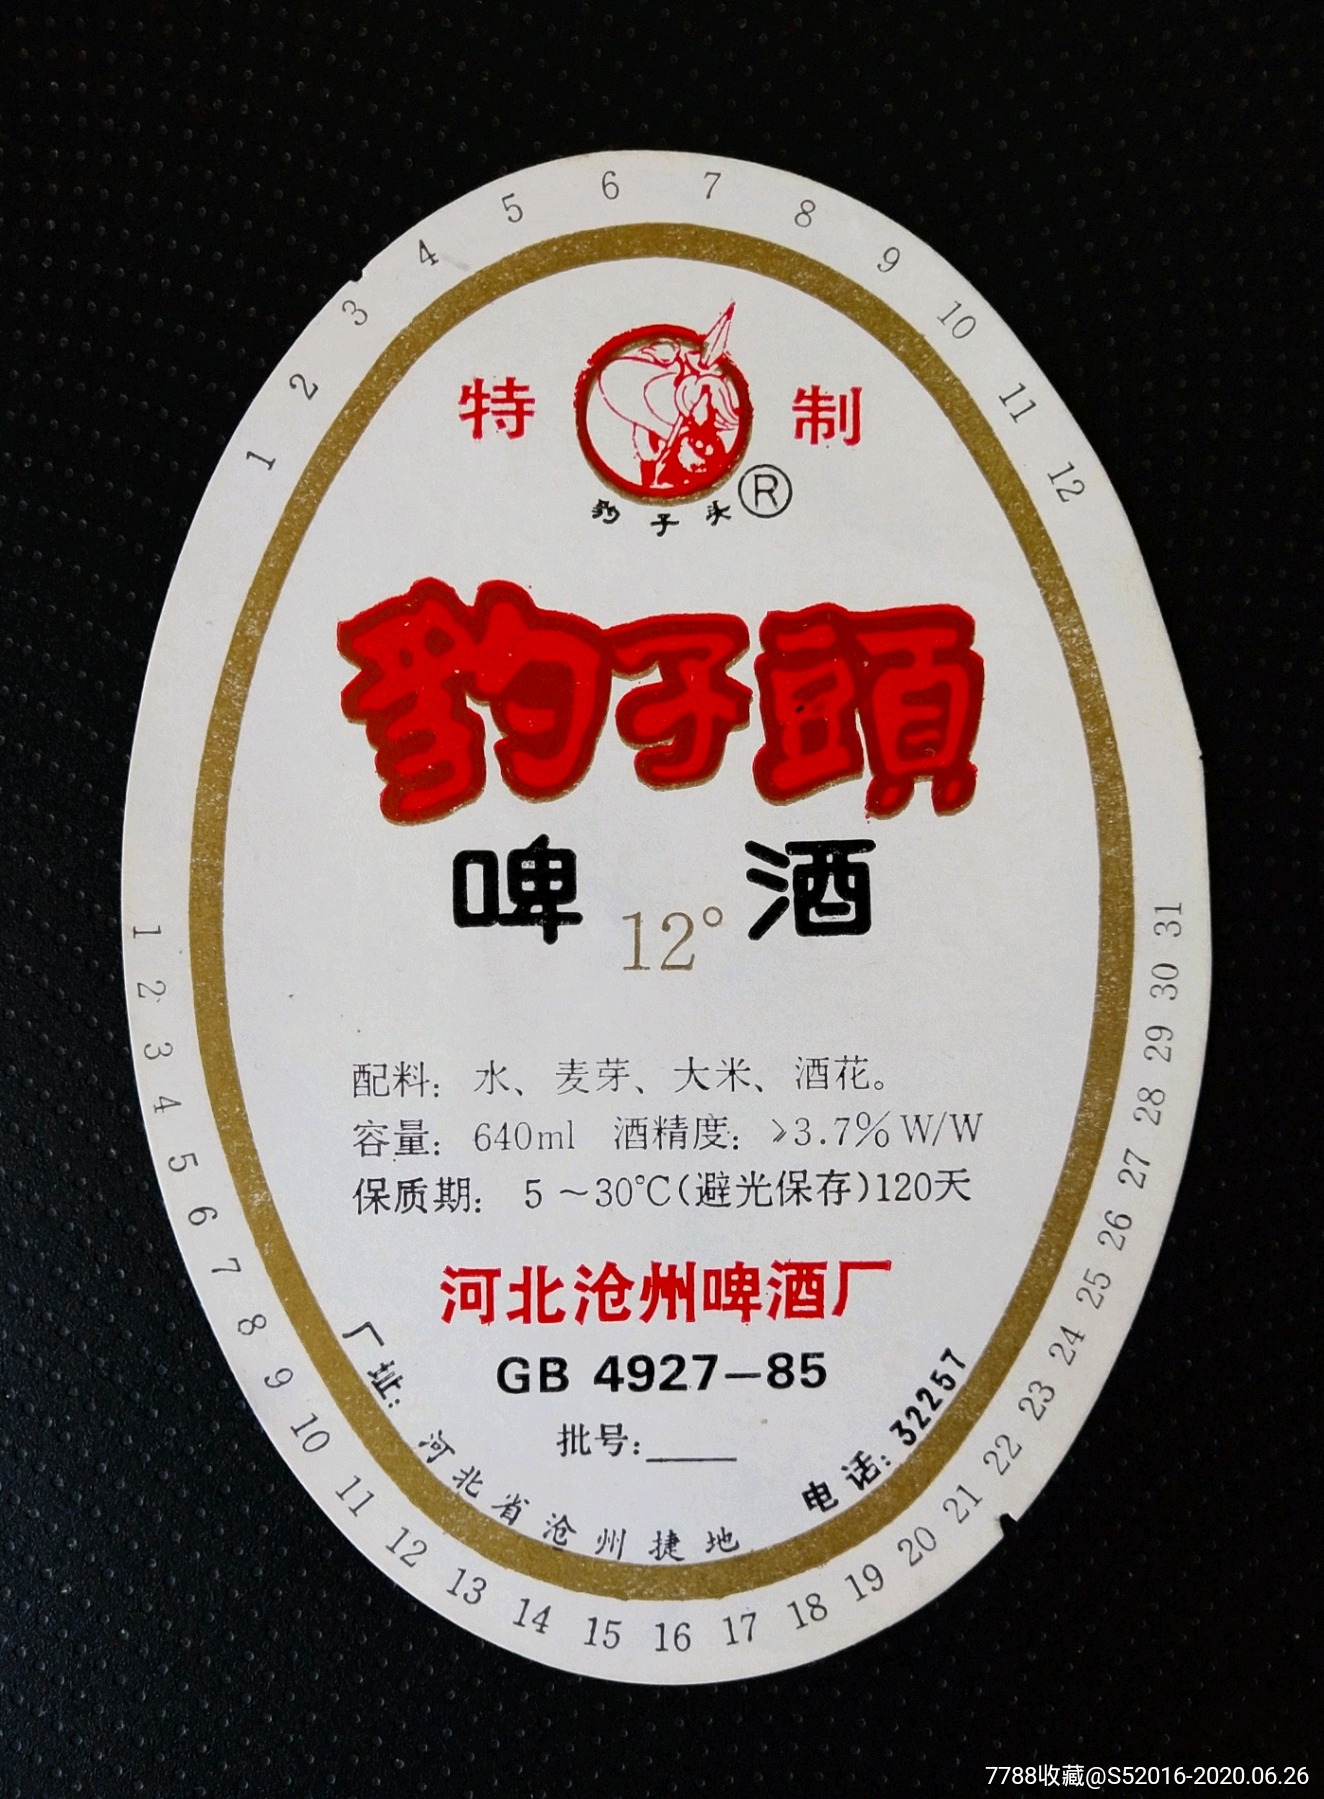 1 2 3 4 5 6 7 8 9 10 11 12
特 制
R
豹子头
豹子頭
啤 12° 酒
配料：水、麦芽、大米、酒花。
容量：640ml 酒精度：≥3.7% W/W
保质期：5～30℃(避光保存)120天
河北沧州啤酒厂
GB 4927—85
批号：____
厂址：河北省沧州捷地
电话：32257
1 2 3 4 5 6 7 8 9 10 11 12 13 14 15 16 17 18 19 20 21 22 23 24 25 26 27 28 29 30 31
7788收藏@S52016-2020.06.26